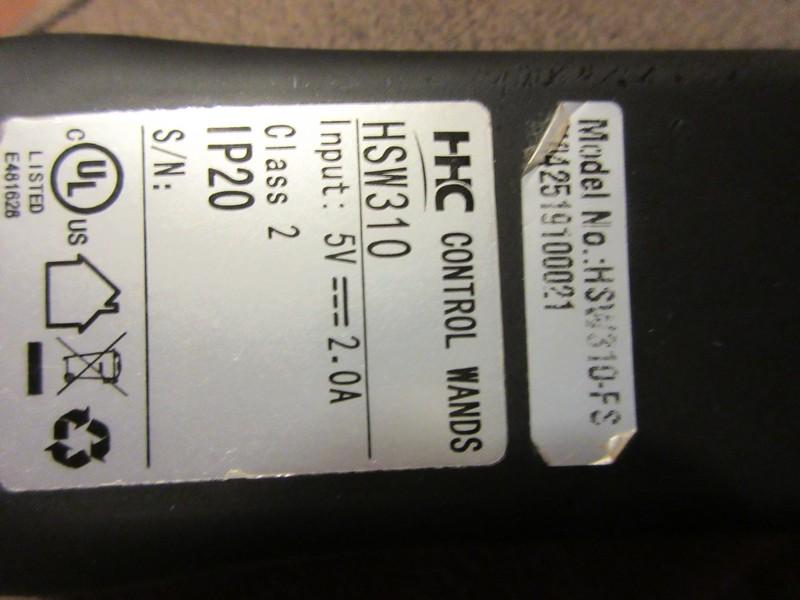 Model No.:HSW310-FS
42519100021
HHC CONTROL WANDS
HSW310
Input: 5V⎓2.0A
Class 2
IP20
S/N:
C UL US
LISTED
E481628